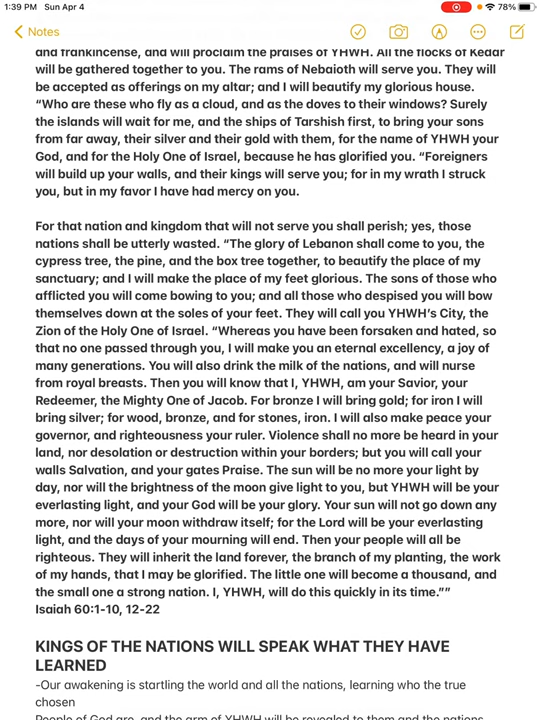 1:39 PM Sun Apr 4
78%
Notes
and frankincense, and will proclaim the praises of YHWH. All the flocks of Kedar
will be gathered together to you. The rams of Nebaioth will serve you. They will
be accepted as offerings on my altar; and I will beautify my glorious house.
“Who are these who fly as a cloud, and as the doves to their windows? Surely
the islands will wait for me, and the ships of Tarshish first, to bring your sons
from far away, their silver and their gold with them, for the name of YHWH your
God, and for the Holy One of Israel, because he has glorified you. “Foreigners
will build up your walls, and their kings will serve you; for in my wrath I struck
you, but in my favor I have had mercy on you.
For that nation and kingdom that will not serve you shall perish; yes, those
nations shall be utterly wasted. “The glory of Lebanon shall come to you, the
cypress tree, the pine, and the box tree together, to beautify the place of my
sanctuary; and I will make the place of my feet glorious. The sons of those who
afflicted you will come bowing to you; and all those who despised you will bow
themselves down at the soles of your feet. They will call you YHWH’s City, the
Zion of the Holy One of Israel. “Whereas you have been forsaken and hated, so
that no one passed through you, I will make you an eternal excellency, a joy of
many generations. You will also drink the milk of the nations, and will nurse
from royal breasts. Then you will know that I, YHWH, am your Savior, your
Redeemer, the Mighty One of Jacob. For bronze I will bring gold; for iron I will
bring silver; for wood, bronze, and for stones, iron. I will also make peace your
governor, and righteousness your ruler. Violence shall no more be heard in your
land, nor desolation or destruction within your borders; but you will call your
walls Salvation, and your gates Praise. The sun will be no more your light by
day, nor will the brightness of the moon give light to you, but YHWH will be your
everlasting light, and your God will be your glory. Your sun will not go down any
more, nor will your moon withdraw itself; for the Lord will be your everlasting
light, and the days of your mourning will end. Then your people will all be
righteous. They will inherit the land forever, the branch of my planting, the work
of my hands, that I may be glorified. The little one will become a thousand, and
the small one a strong nation. I, YHWH, will do this quickly in its time.””
Isaiah 60:1-10, 12-22
KINGS OF THE NATIONS WILL SPEAK WHAT THEY HAVE
LEARNED
-Our awakening is startling the world and all the nations, learning who the true
chosen
People of God are, and the arm of YHWH will be revealed to them and the nations